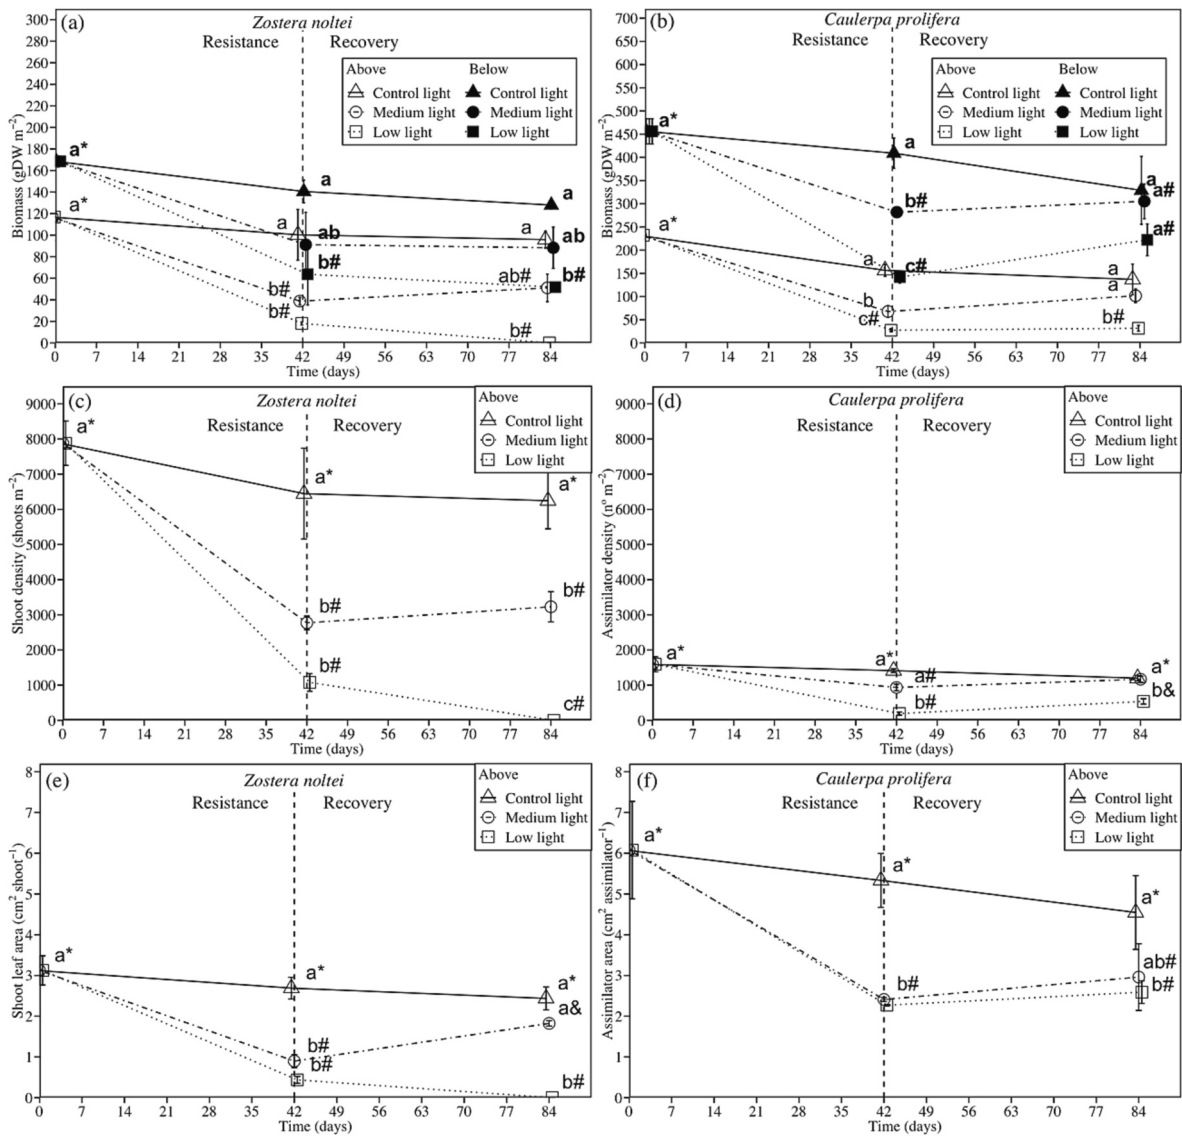 (a)
Zostera noltei
Resistance
Recovery
Above Below
Control light Control light
Medium light Medium light
Low light Low light
Biomass (gDW m⁻²)
300
280
260
240
220
200
180
160
140
120
100
80
60
40
20
0
a*
a*
a
a
ab
b#
b#
b#
a
a
ab
ab#
b#
b#
0 7 14 21 28 35 42 49 56 63 70 77 84
Time (days)
(b)
Caulerpa prolifera
Resistance
Recovery
Above Below
Control light Control light
Medium light Medium light
Low light Low light
Biomass (gDW m⁻²)
700
650
600
550
500
450
400
350
300
250
200
150
100
50
0
a*
a*
a
b#
a
c#
b
c#
a
a#
a#
a
a
b#
0 7 14 21 28 35 42 49 56 63 70 77 84
Time (days)
(c)
Zostera noltei
Resistance
Recovery
Above
Control light
Medium light
Low light
Shoot density (shoots m⁻²)
9000
8000
7000
6000
5000
4000
3000
2000
1000
0
a*
a*
a*
b#
b#
b#
c#
0 7 14 21 28 35 42 49 56 63 70 77 84
Time (days)
(d)
Caulerpa prolifera
Resistance
Recovery
Above
Control light
Medium light
Low light
Assimilator density (nº m⁻²)
9000
8000
7000
6000
5000
4000
3000
2000
1000
0
a*
a*
a#
b#
a*
b&
0 7 14 21 28 35 42 49 56 63 70 77 84
Time (days)
(e)
Zostera noltei
Resistance
Recovery
Above
Control light
Medium light
Low light
Shoot leaf area (cm² shoot⁻¹)
8
7
6
5
4
3
2
1
0
a*
a*
b#
b#
a*
a&
b#
0 7 14 21 28 35 42 49 56 63 70 77 84
Time (days)
(f)
Caulerpa prolifera
Resistance
Recovery
Above
Control light
Medium light
Low light
Assimilator area (cm² assimilator⁻¹)
8
7
6
5
4
3
2
1
0
a*
a*
b#
a*
ab#
b#
0 7 14 21 28 35 42 49 56 63 70 77 84
Time (days)